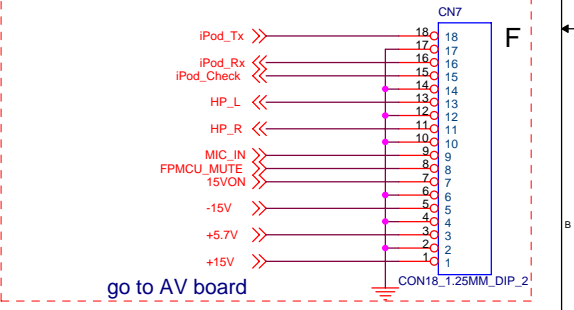 CN7
F
iPod_Tx 18 18
17 17
iPod_Rx 16 16
iPod_Check 15 15
14 14
HP_L 13 13
12 12
HP_R 11 11
10 10
MIC_IN 9 9
FPMCU_MUTE 8 8
15VON 7 7
6 6
-15V 5 5
4 4
+5.7V 3 3
2 2
+15V 1 1
B
CON18_1.25MM_DIP_2
go to AV board